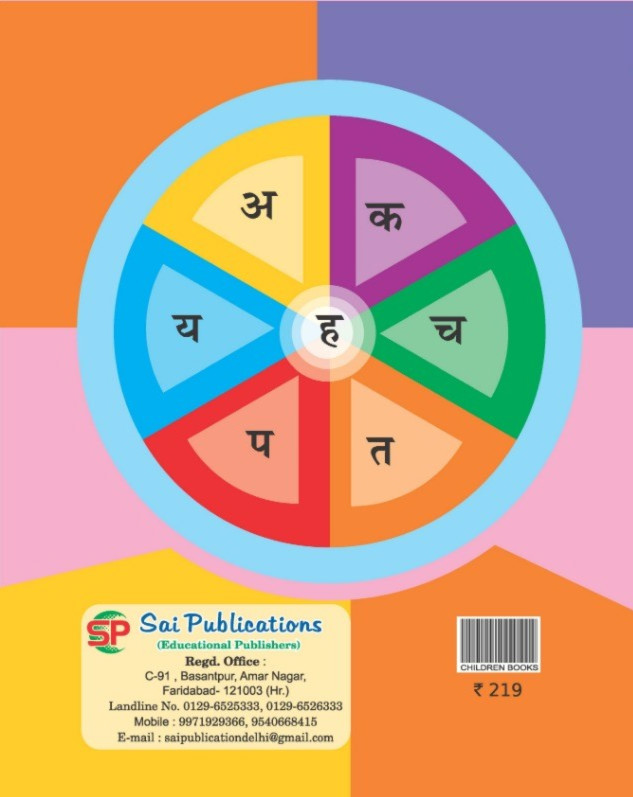 अ
क
य
ह
च
प
त
SP
Sai Publications
(Educational Publishers)
Regd. Office :
C-91 , Basantpur, Amar Nagar,
Faridabad- 121003 (Hr.)
Landline No. 0129-6525333, 0129-6526333
Mobile : 9971929366, 9540668415
E-mail : saipublicationdelhi@gmail.com
CHILDREN BOOKS
₹ 219